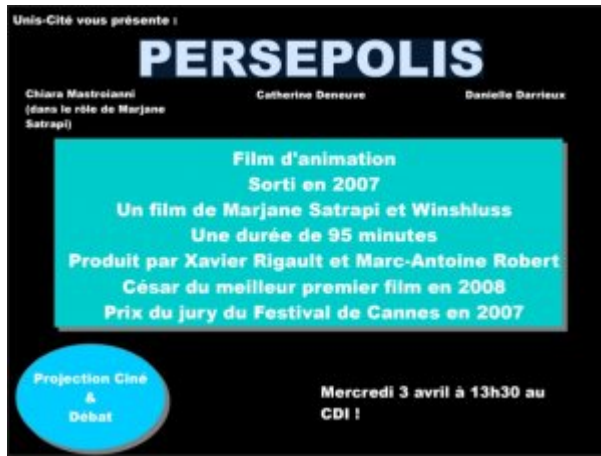 Unis-Cité vous présente :
PERSEPOLIS
Chiara Mastroianni
(dans le rôle de Marjane
Satrapi)
Catherine Deneuve
Danielle Darrieux
Film d'animation
Sorti en 2007
Un film de Marjane Satrapi et Winshluss
Une durée de 95 minutes
Produit par Xavier Rigault et Marc-Antoine Robert
César du meilleur premier film en 2008
Prix du jury du Festival de Cannes en 2007
Projection Ciné
&
Débat
Mercredi 3 avril à 13h30 au
CDI !